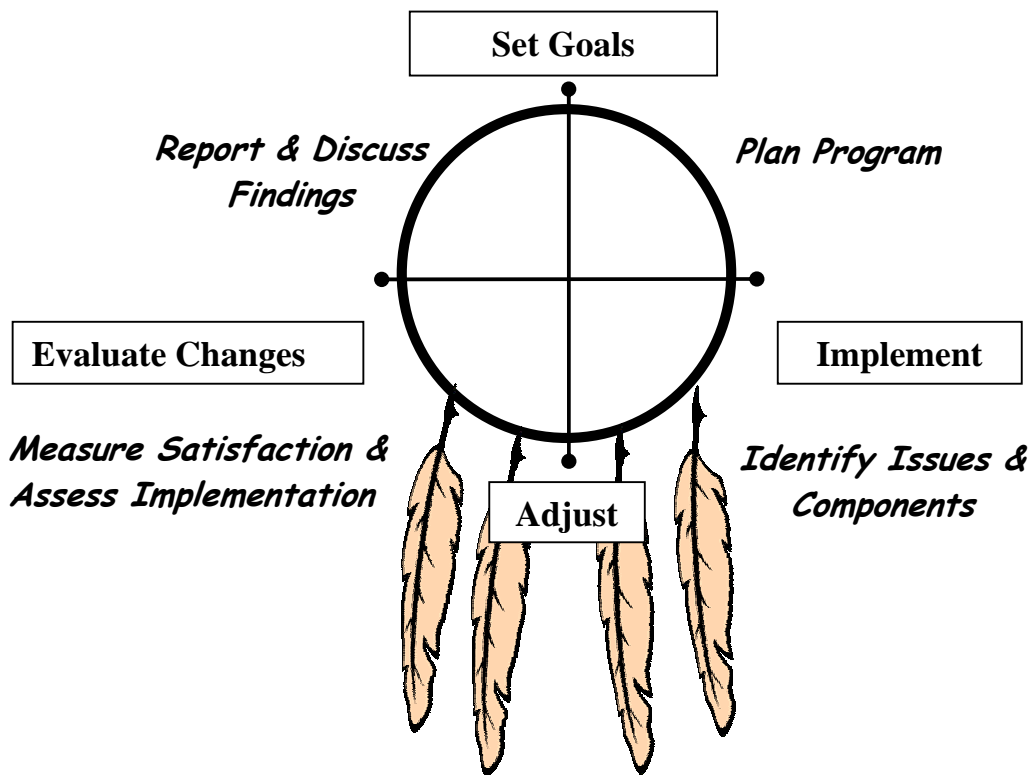 Set Goals
Report & Discuss
Findings
Plan Program
Evaluate Changes
Implement
Measure Satisfaction &
Assess Implementation
Identify Issues &
Components
Adjust